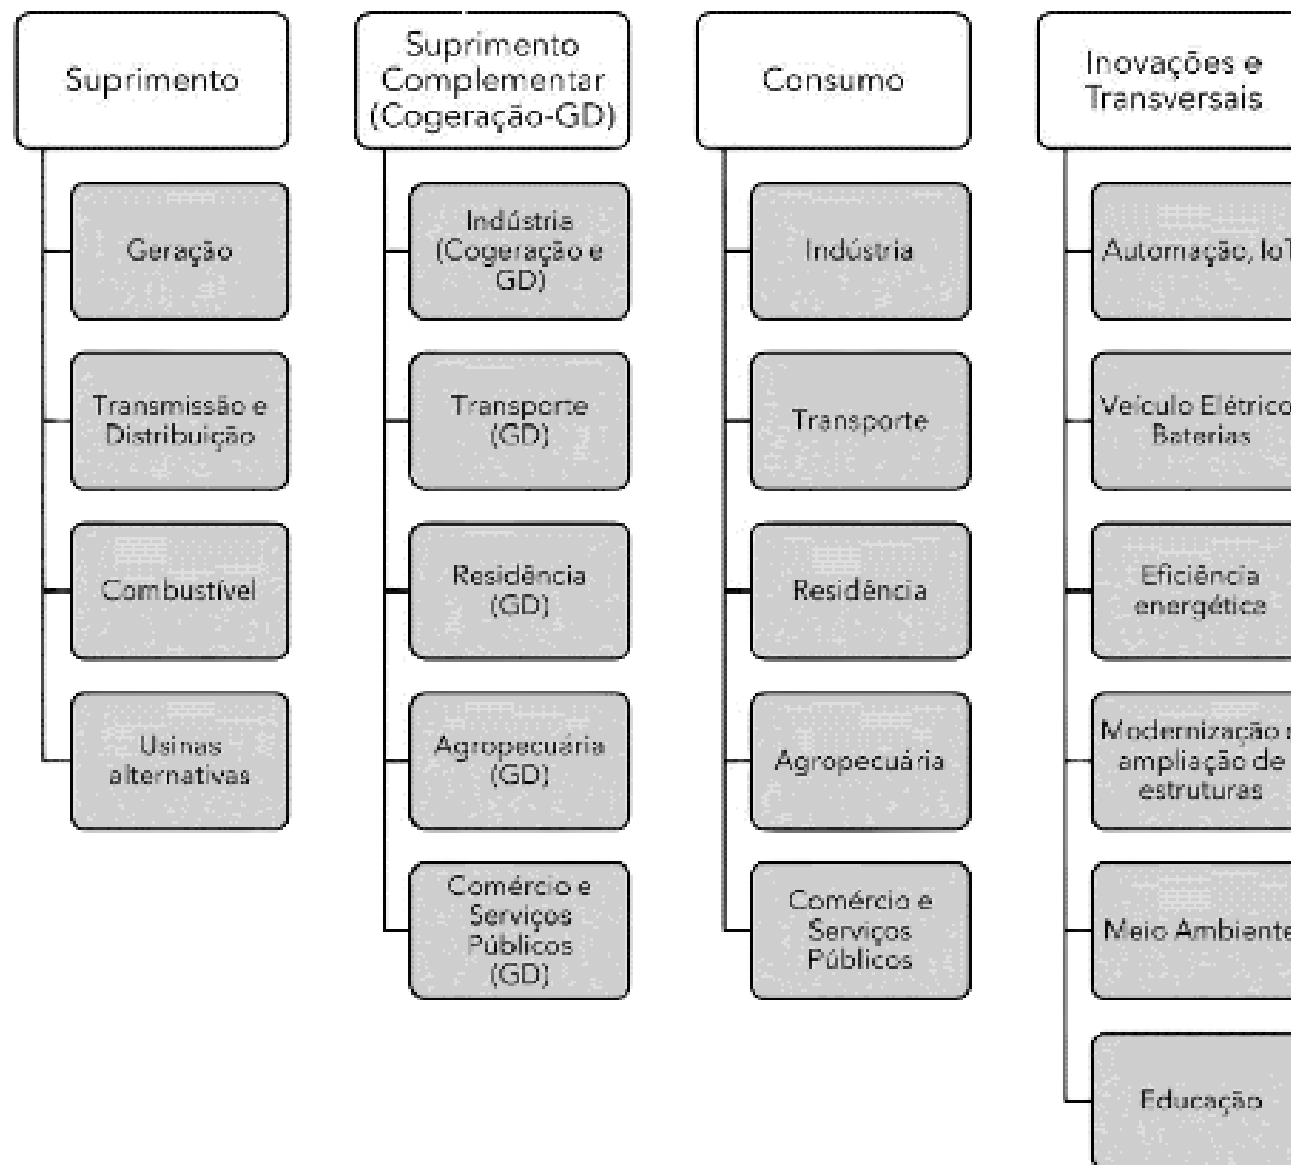 Suprimento
Geração
Transmissão e
Distribuição
Combustível
Usinas
alternativas
Suprimento
Complementar
(Cogeração-GD)
Indústria
(Cogeração e
GD)
Transporte
(GD)
Residência
(GD)
Agropecuária
(GD)
Comércio e
Serviços
Públicos
(GD)
Consumo
Indústria
Transporte
Residência
Agropecuária
Comércio e
Serviços
Públicos
Inovações e
Transversais
Automação, IoT
Veículo Elétrico
Baterias
Eficiência
energética
Modernização
ampliação de
estruturas
Meio Ambiente
Educação